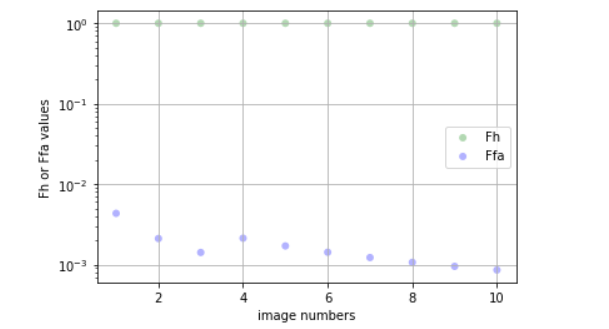 10⁰
10⁻¹
10⁻²
10⁻³
Fh or Ffa values
Fh
Ffa
2
4
6
8
10
image numbers